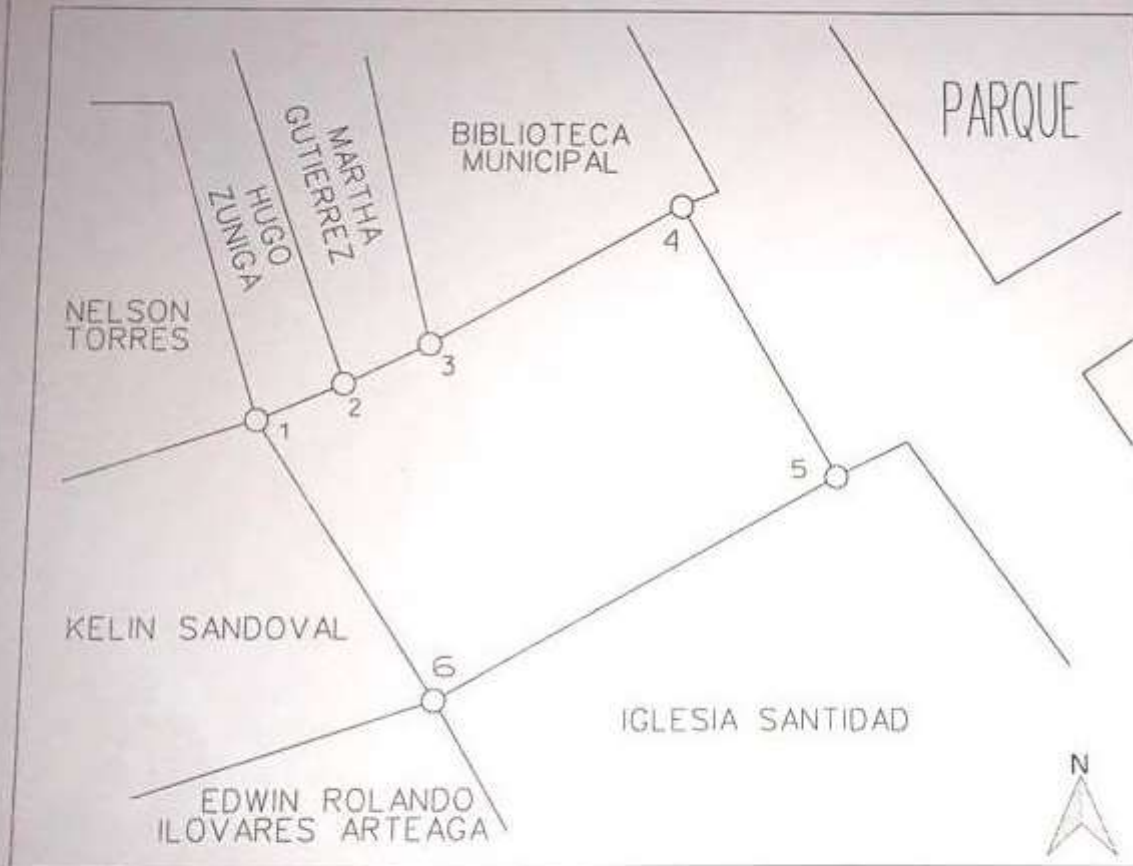 PARQUE
BIBLIOTECA
MUNICIPAL
MARTHA
GUTIERREZ
HUGO
ZUNIGA
NELSON
TORRES
4
3
2
1
5
KELIN SANDOVAL
6
IGLESIA SANTIDAD
N
EDWIN ROLANDO
ILOVARES ARTEAGA